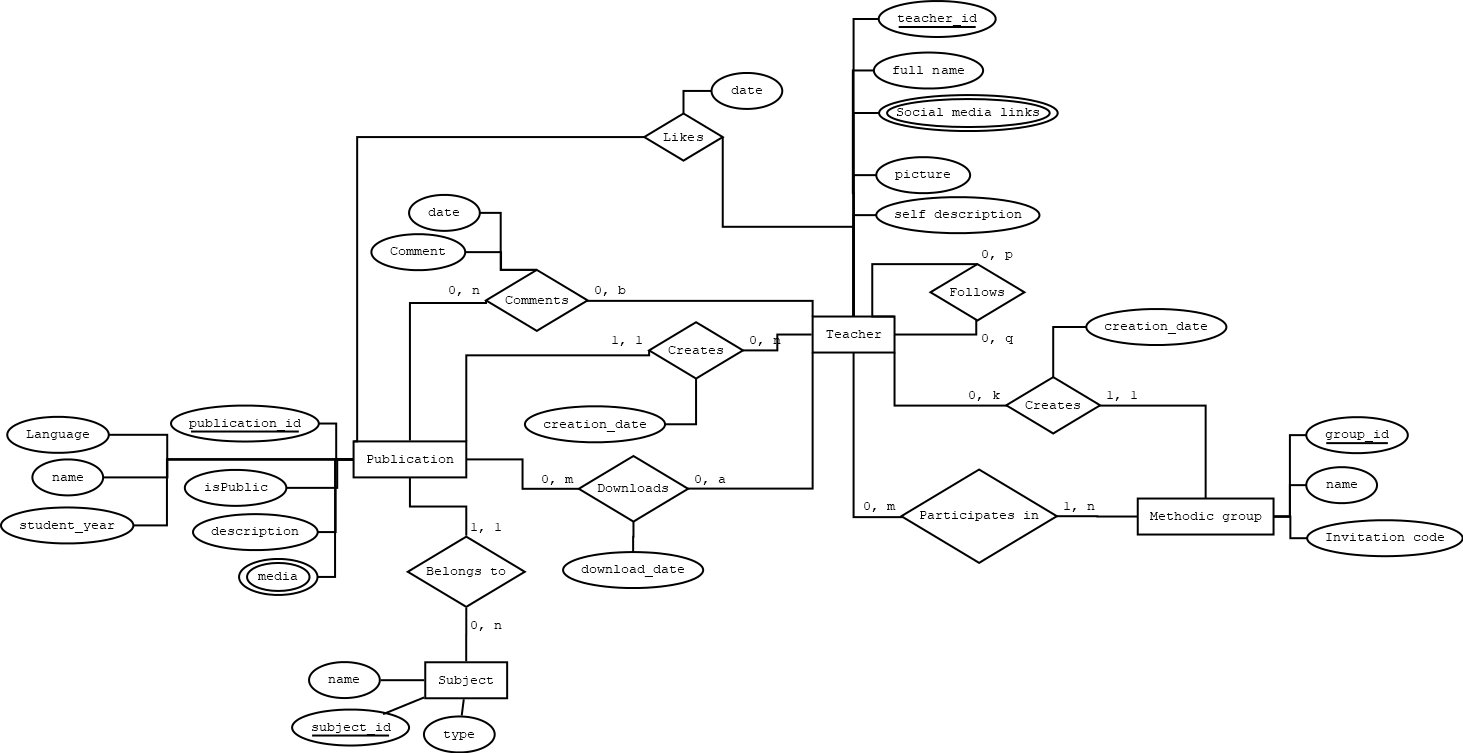 teacher_id
full name
date
Social media links
Likes
picture
date
self description
Comment
0, p
0, n
0, b
Follows
Comments
creation_date
Teacher
1, 1
0, n
0, q
Creates
0, k
1, 1
Creates
publication_id
creation_date
Language
group_id
Publication
name
0, m
0, a
isPublic
Downloads
name
0, m
1, n
Participates in
Methodic group
student_year
1, 1
description
Invitation code
Belongs to
download_date
media
0, n
name
Subject
subject_id
type